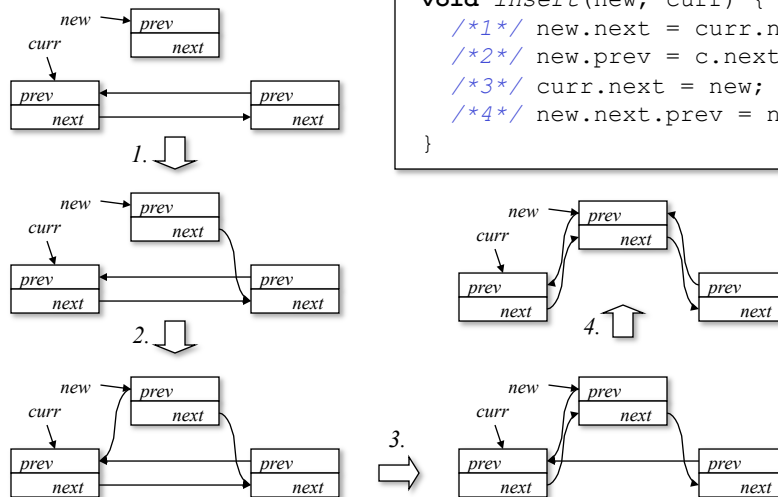 void insert(new, curr) {
/*1*/ new.next = curr.n
/*2*/ new.prev = c.next
/*3*/ curr.next = new;
/*4*/ new.next.prev = n
}
new
prev
next
curr
prev
next
prev
next
1.
new
prev
next
curr
prev
next
prev
next
2.
new
prev
next
curr
prev
next
prev
next
3.
new
prev
next
curr
prev
next
prev
next
4.
new
prev
next
curr
prev
next
prev
next